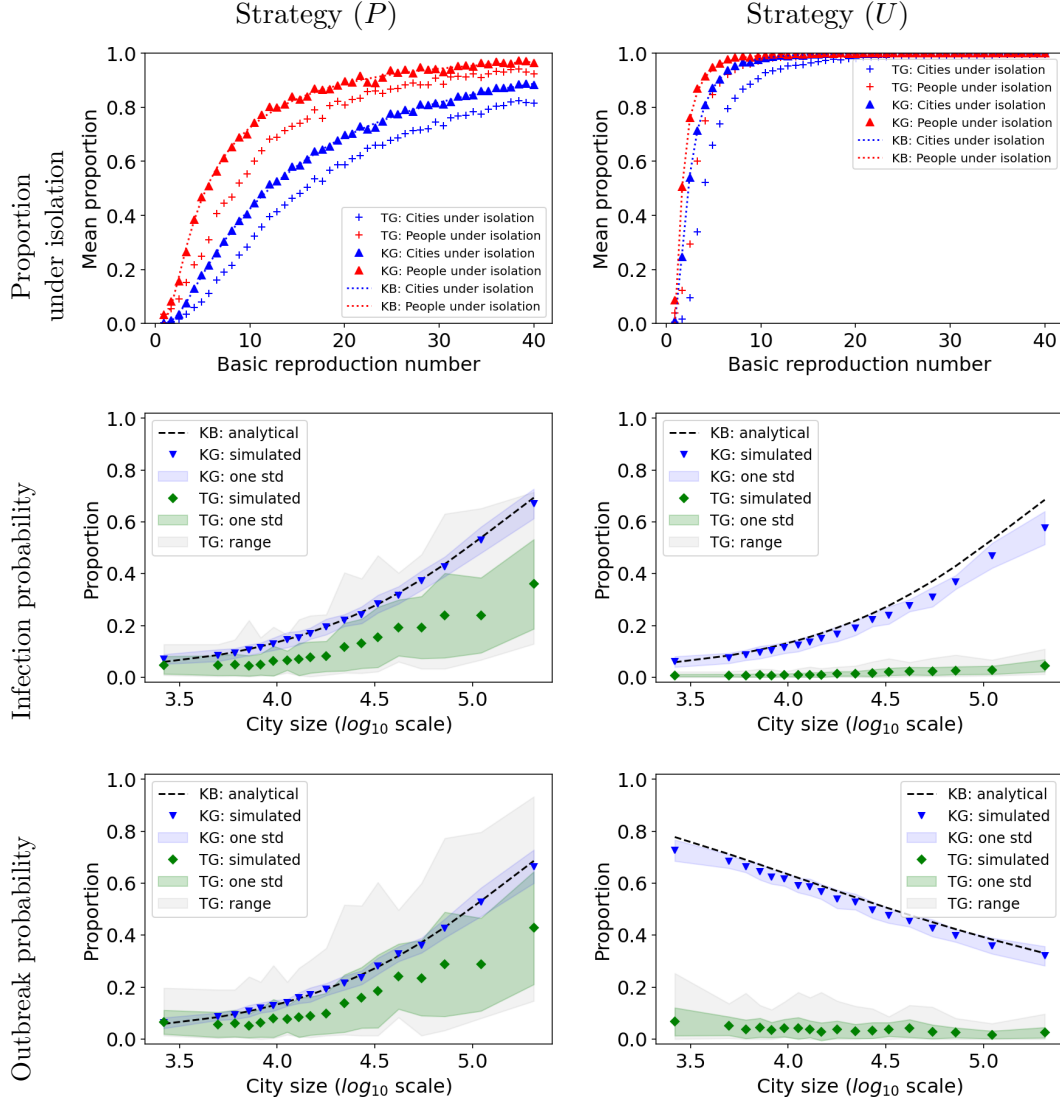 Strategy (P)
Strategy (U)
Proportion
under isolation
Mean proportion
1.0
0.8
0.6
0.4
0.2
0.0
TG: Cities under isolation
TG: People under isolation
KG: Cities under isolation
KG: People under isolation
KB: Cities under isolation
KB: People under isolation
0 10 20 30 40
Basic reproduction number
Mean proportion
1.0
0.8
0.6
0.4
0.2
0.0
TG: Cities under isolation
TG: People under isolation
KG: Cities under isolation
KG: People under isolation
KB: Cities under isolation
KB: People under isolation
0 10 20 30 40
Basic reproduction number
Infection probability
Proportion
1.0
0.8
0.6
0.4
0.2
0.0
KB: analytical
KG: simulated
KG: one std
TG: simulated
TG: one std
TG: range
3.5 4.0 4.5 5.0
City size (log10 scale)
Proportion
1.0
0.8
0.6
0.4
0.2
0.0
KB: analytical
KG: simulated
KG: one std
TG: simulated
TG: one std
TG: range
3.5 4.0 4.5 5.0
City size (log10 scale)
Outbreak probability
Proportion
1.0
0.8
0.6
0.4
0.2
0.0
KB: analytical
KG: simulated
KG: one std
TG: simulated
TG: one std
TG: range
3.5 4.0 4.5 5.0
City size (log10 scale)
Proportion
1.0
0.8
0.6
0.4
0.2
0.0
KB: analytical
KG: simulated
KG: one std
TG: simulated
TG: one std
TG: range
3.5 4.0 4.5 5.0
City size (log10 scale)